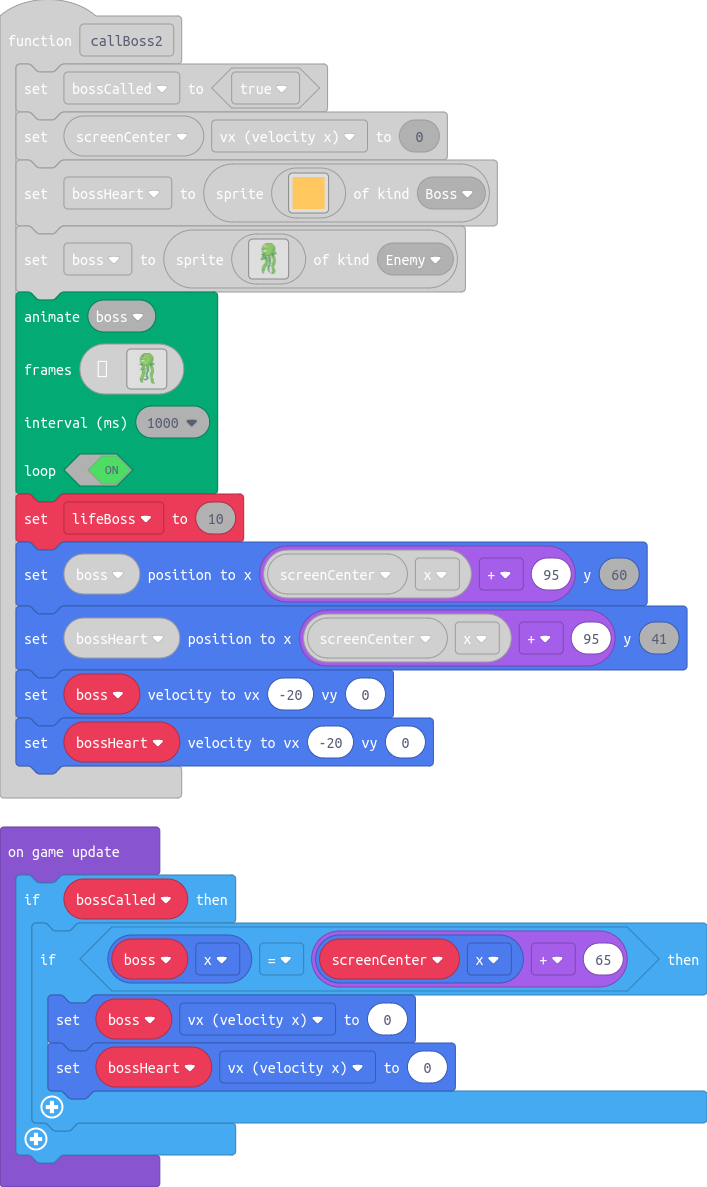 function callBoss2
set bossCalled to true
set screenCenter vx (velocity x) to 0
set bossHeart to sprite of kind Boss
set boss to sprite of kind Enemy
animate boss
frames
interval (ms) 1000
loop ON
set lifeBoss to 10
set boss position to x screenCenter x + 95 y 60
set bossHeart position to x screenCenter x + 95 y 41
set boss velocity to vx -20 vy 0
set bossHeart velocity to vx -20 vy 0
on game update
if bossCalled then
if boss x = screenCenter x + 65 then
set boss vx (velocity x) to 0
set bossHeart vx (velocity x) to 0